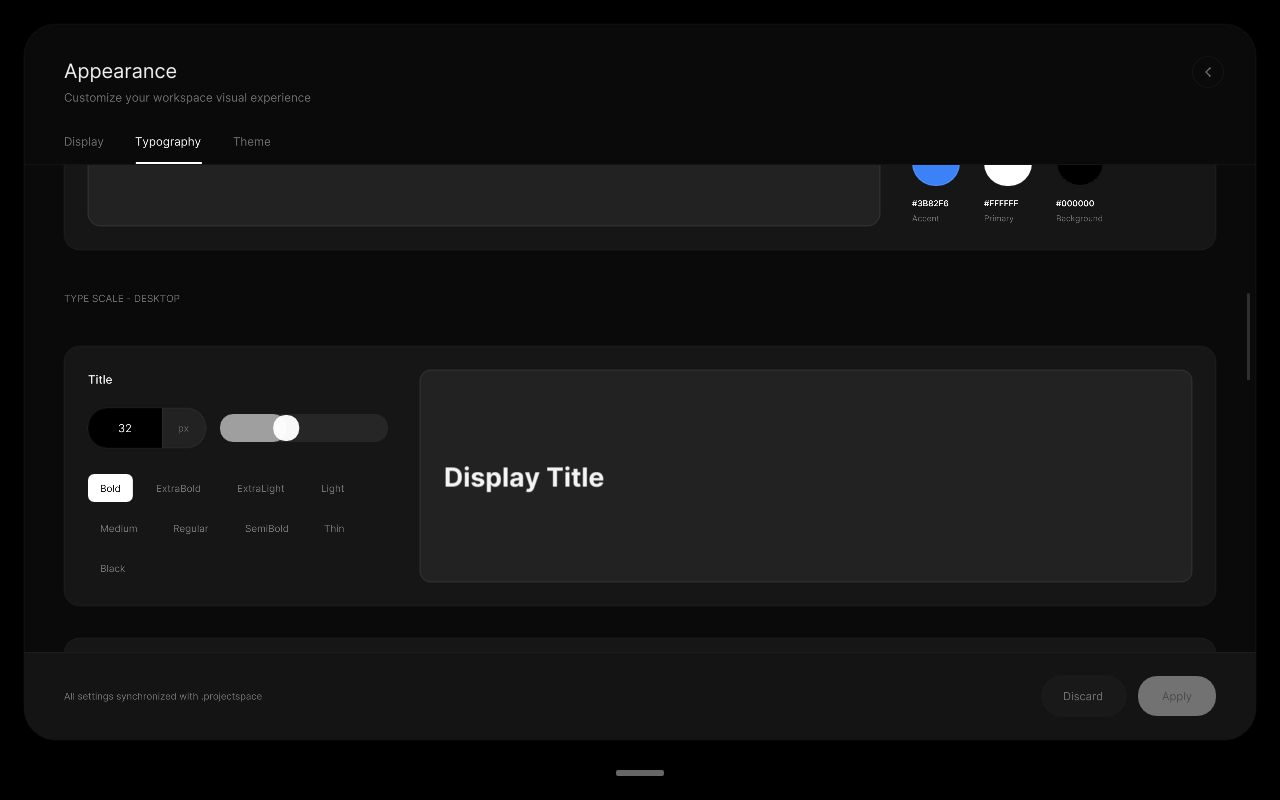 Appearance
Customize your workspace visual experience
Display Typography Theme
#3B82F6 #FFFFFF #000000
Accent Primary Background
TYPE SCALE - DESKTOP
Title
32 px
Bold ExtraBold ExtraLight Light
Medium Regular SemiBold Thin
Black
Display Title
All settings synchronized with .projectspace
Discard Apply